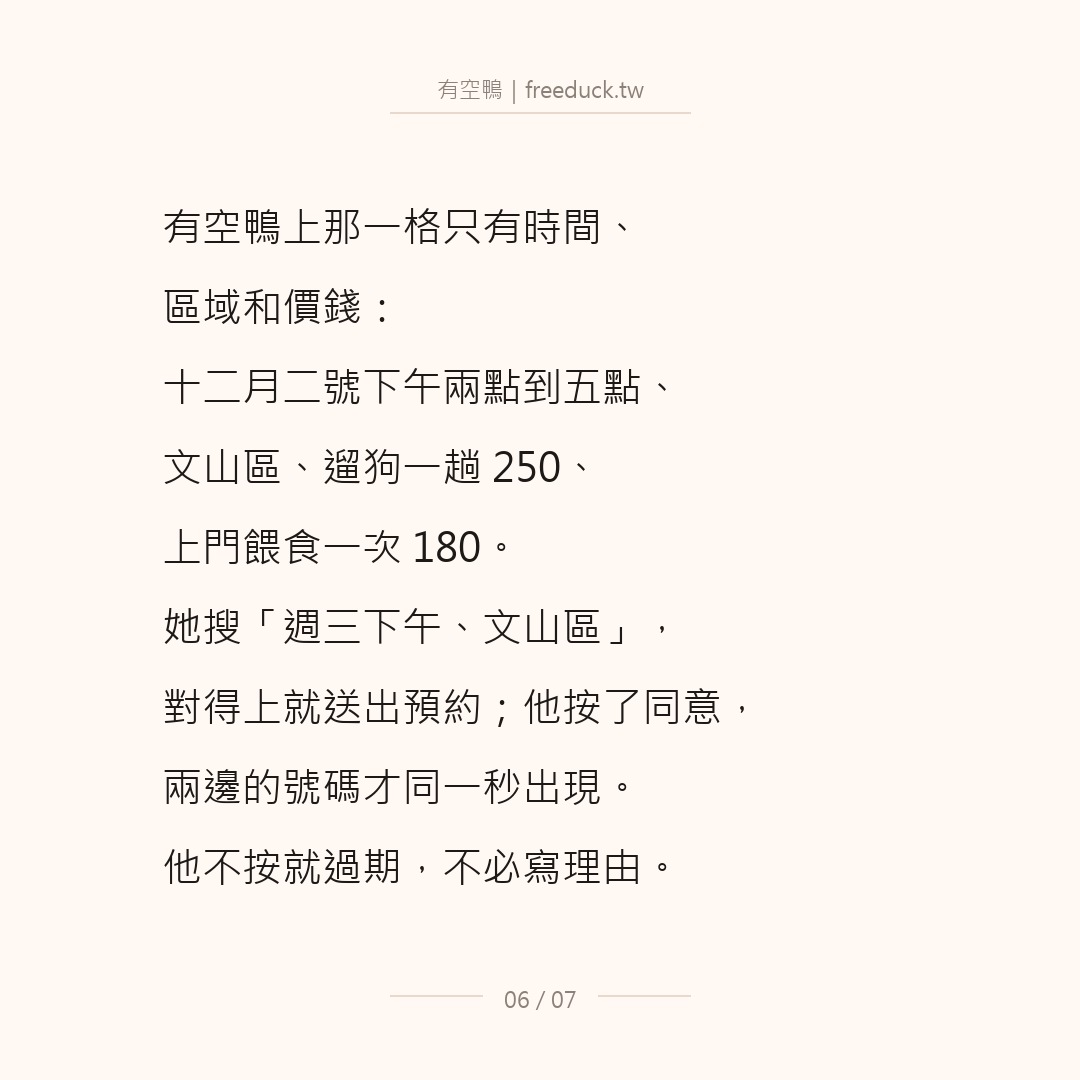 有空鴨｜freeduck.tw
有空鴨上那一格只有時間、
區域和價錢：
十二月二號下午兩點到五點、
文山區、遛狗一趟 250、
上門餵食一次 180。
她搜「週三下午、文山區」，
對得上就送出預約；他按了同意，
兩邊的號碼才同一秒出現。
他不按就過期，不必寫理由。
06 / 07